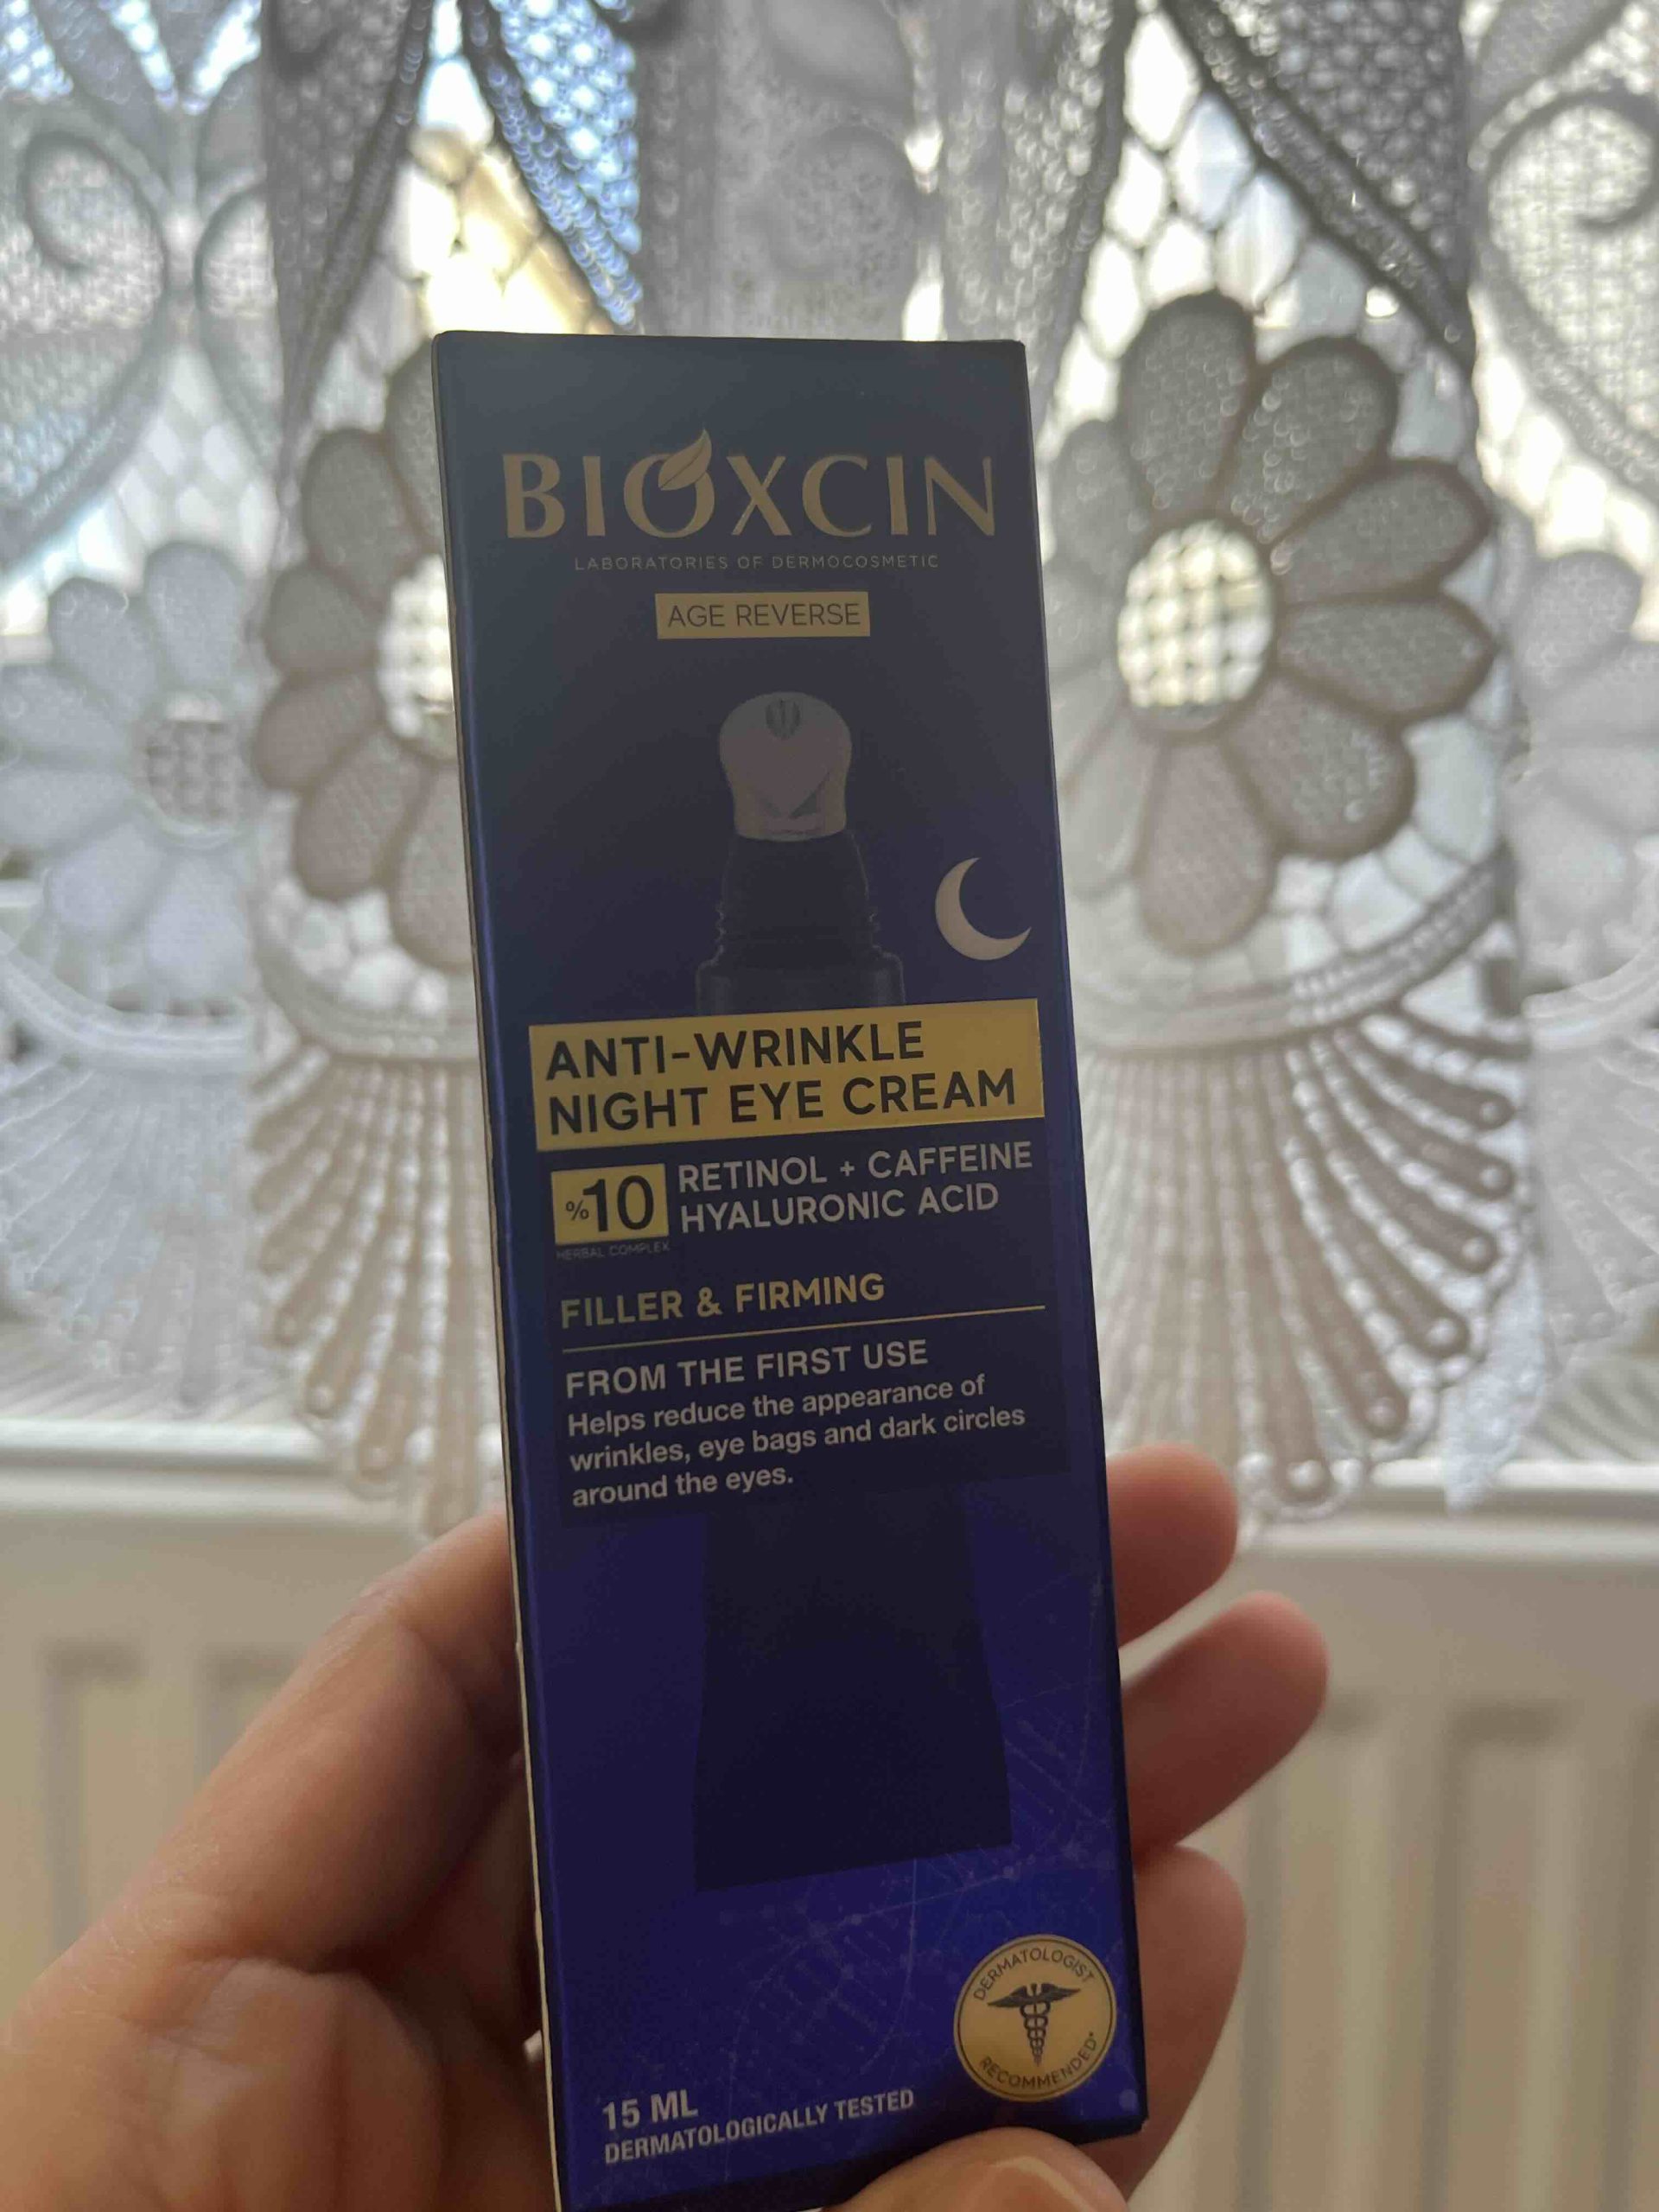 BIOXCIN
LABORATORIES OF DERMOCOSMETIC
AGE REVERSE
ANTI-WRINKLE
NIGHT EYE CREAM
%10
HERBAL COMPLEX
RETINOL + CAFFEINE
HYALURONIC ACID
FILLER & FIRMING
FROM THE FIRST USE
Helps reduce the appearance of
wrinkles, eye bags and dark circles
around the eyes.
DERMATOLOGIST
RECOMMENDED*
15 ML
DERMATOLOGICALLY TESTED